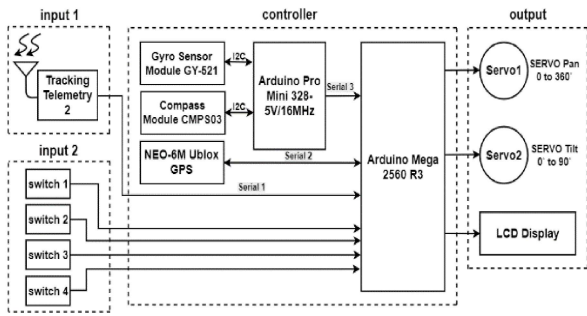 input 1
controller
output
Tracking
Telemetry
2
Gyro Sensor
Module GY-521
I2C
Compass
Module CMPS03
I2C
Arduino Pro
Mini 328-
5V/16MHz
Serial 3
NEO-6M Ublox
GPS
Serial 2
Serial 1
Arduino Mega
2560 R3
Servo1
SERVO Pan
0 to 360°
Servo2
SERVO Tilt
0° to 90°
LCD Display
input 2
switch 1
switch 2
switch 3
switch 4